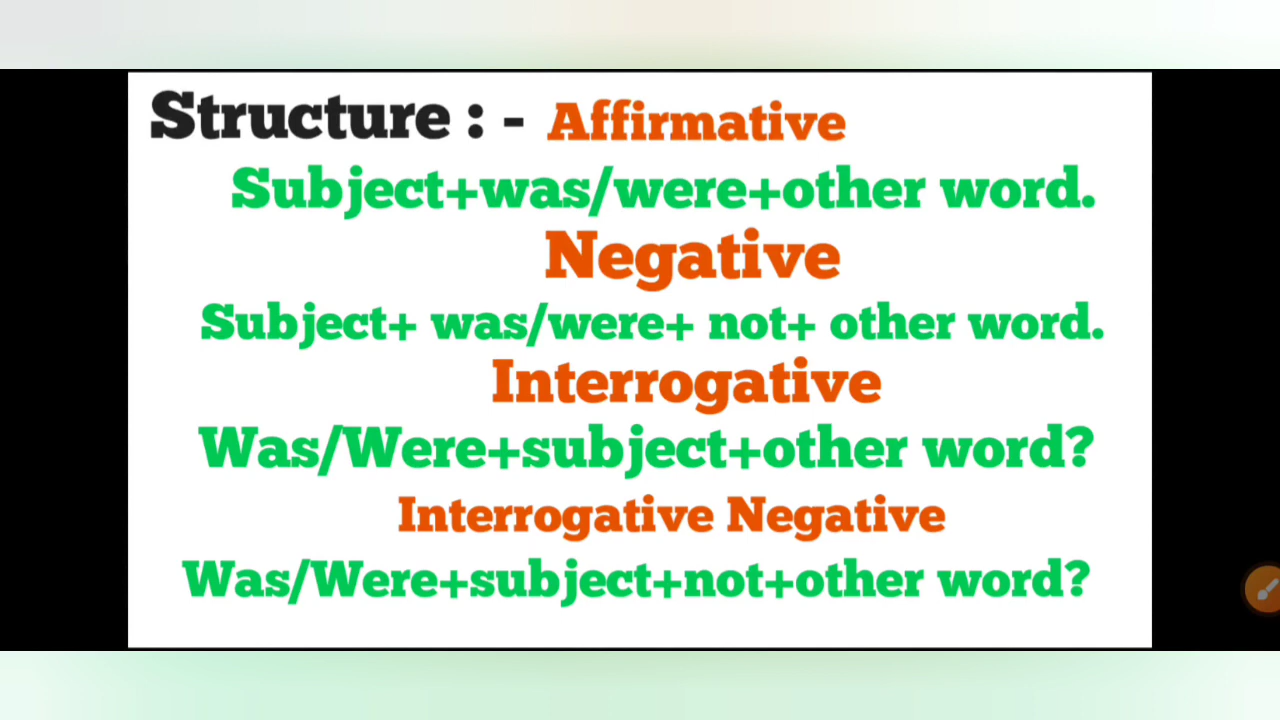 Structure : - Affirmative
Subject+was/were+other word.
Negative
Subject+ was/were+ not+ other word.
Interrogative
Was/Were+subject+other word?
Interrogative Negative
Was/Were+subject+not+other word?